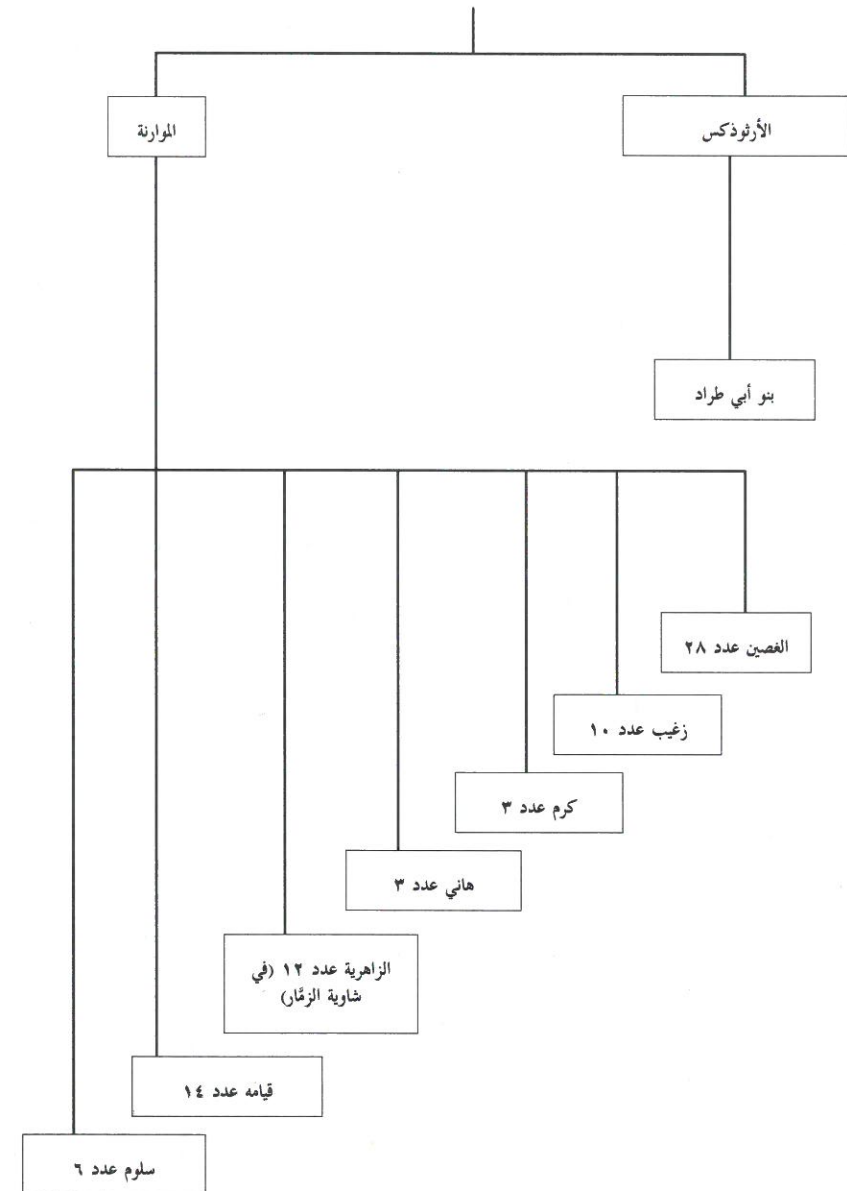 الأرثوذكس
الموارنة
بنو أبي طراد
الغصين عدد ٢٨
زغيب عدد ١٠
كرم عدد ٣
هاني عدد ٣
الزاهرية عدد ١٢ (في
شاوية الزمَّار)
قيامه عدد ١٤
سلوم عدد ٦